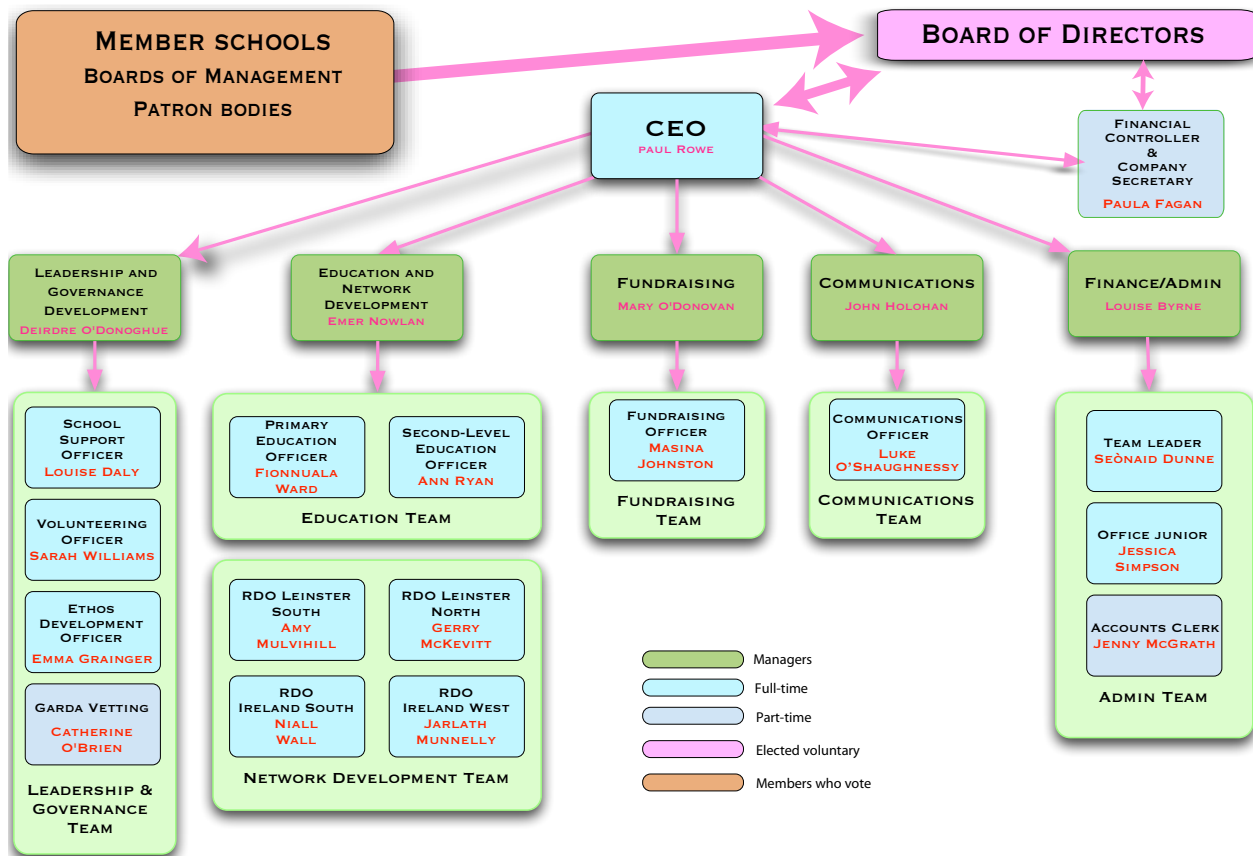 MEMBER SCHOOLS
BOARDS OF MANAGEMENT
PATRON BODIES
BOARD OF DIRECTORS
CEO
PAUL ROWE
FINANCIAL
CONTROLLER
&
COMPANY
SECRETARY
PAULA FAGAN
LEADERSHIP AND
GOVERNANCE
DEVELOPMENT
DEIRDRE O'DONOGHUE
EDUCATION AND
NETWORK
DEVELOPMENT
EMER NOWLAN
FUNDRAISING
MARY O'DONOVAN
COMMUNICATIONS
JOHN HOLOHAN
FINANCE/ADMIN
LOUISE BYRNE
SCHOOL
SUPPORT
OFFICER
LOUISE DALY
VOLUNTEERING
OFFICER
SARAH WILLIAMS
ETHOS
DEVELOPMENT
OFFICER
EMMA GRAINGER
GARDA VETTING
CATHERINE
O'BRIEN
LEADERSHIP &
GOVERNANCE
TEAM
PRIMARY
EDUCATION
OFFICER
FIONNUALA
WARD
SECOND-LEVEL
EDUCATION
OFFICER
ANN RYAN
EDUCATION TEAM
RDO LEINSTER
SOUTH
AMY
MULVIHILL
RDO LEINSTER
NORTH
GERRY
MCKEVITT
RDO
IRELAND SOUTH
NIALL
WALL
RDO
IRELAND WEST
JARLATH
MUNNELLY
NETWORK DEVELOPMENT TEAM
FUNDRAISING
OFFICER
MASINA
JOHNSTON
FUNDRAISING
TEAM
COMMUNICATIONS
OFFICER
LUKE
O’SHAUGHNESSY
COMMUNICATIONS
TEAM
TEAM LEADER
SEÒNAID DUNNE
OFFICE JUNIOR
JESSICA
SIMPSON
ACCOUNTS CLERK
JENNY MCGRATH
ADMIN TEAM
Managers
Full-time
Part-time
Elected voluntary
Members who vote